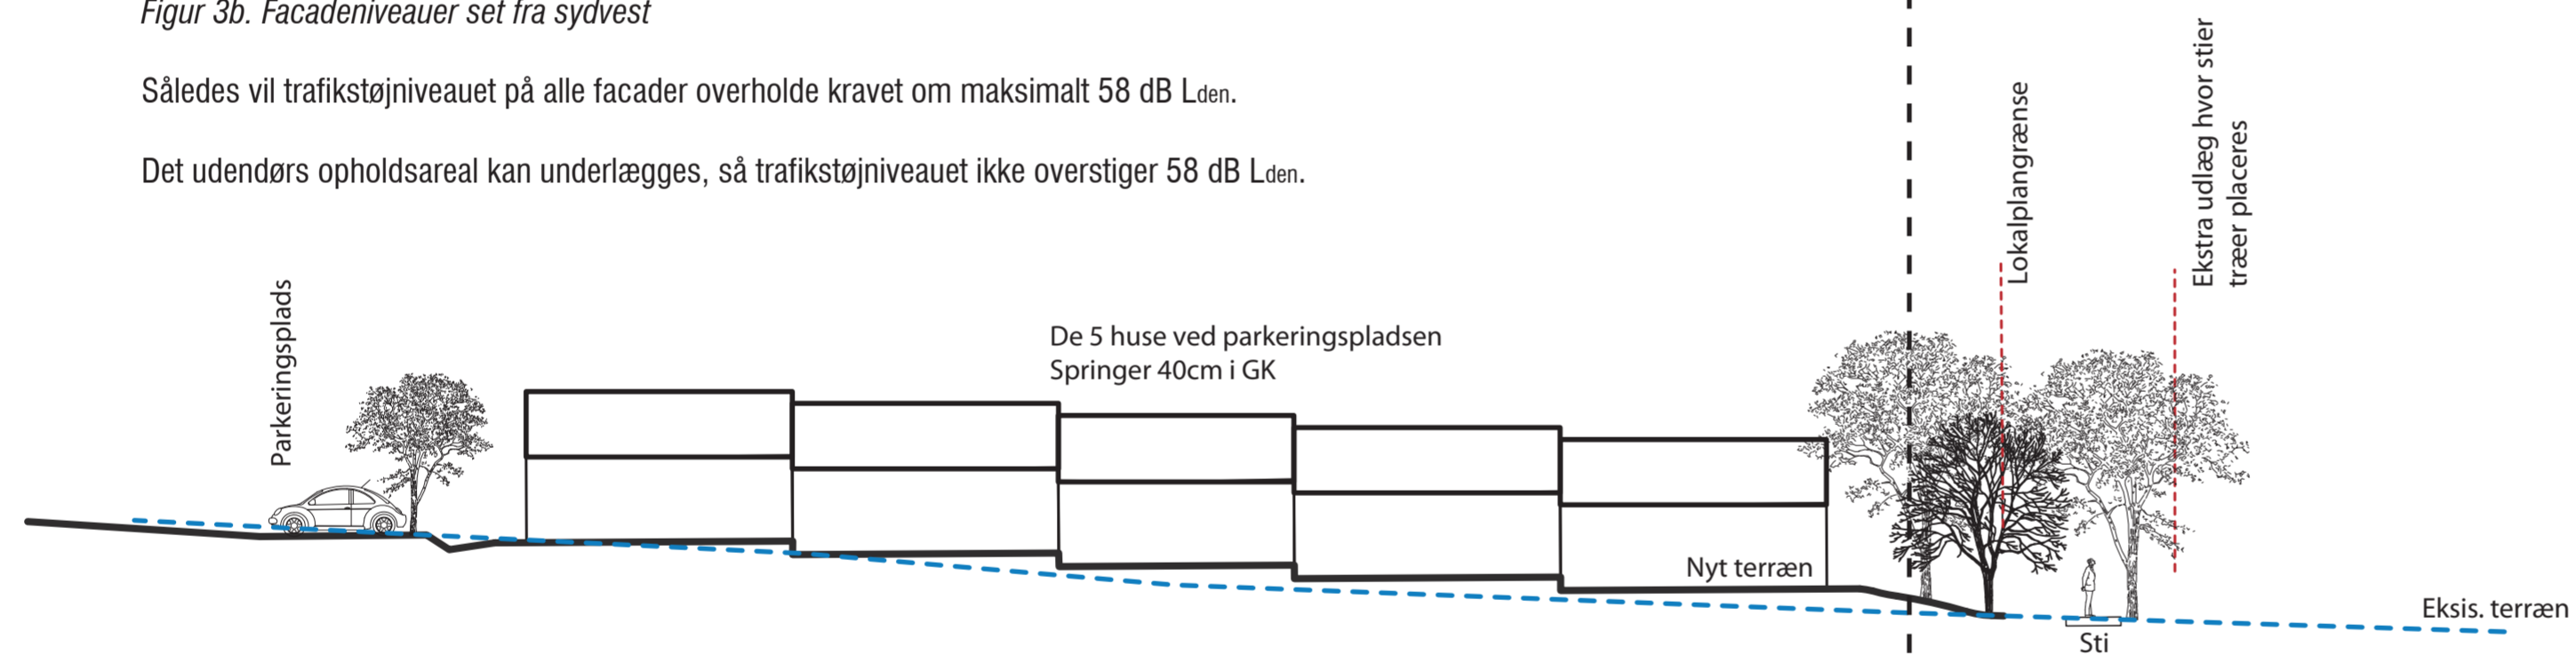 Figur 3b. Facadeniveauer set fra sydvest
Således vil trafikstøjniveauet på alle facader overholde kravet om maksimalt 58 dB Lden.
Det udendørs opholdsareal kan underlægges, så trafikstøjniveauet ikke overstiger 58 dB Lden.
Parkeringsplads
De 5 huse ved parkeringspladsen
Springer 40cm i GK
Nyt terræn
Lokalplangrænse
Ekstra udlæg hvor stier
træer placeres
Eksis. terræn
Sti